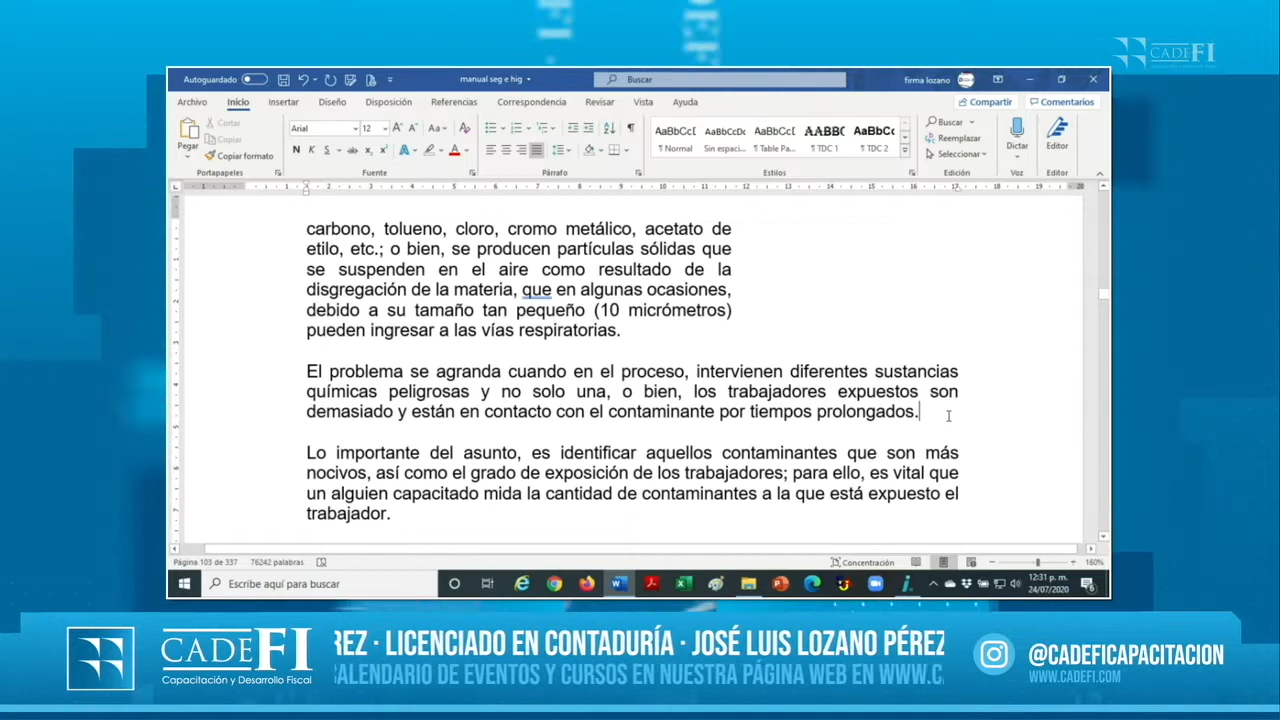 CADEFI
Autoguardado
manual seg e hig
Buscar
firma lozano
Archivo Inicio Insertar Diseño Disposición Referencias Correspondencia Revisar Vista Ayuda
Compartir Comentarios
Pegar
Cortar
Copiar
Copiar formato
Portapapeles
Arial 12
N K S
Fuente
Párrafo
AaBbCcI AaBbCcDc AaBbCcI AABBC AaBbCc
¶ Normal Sin espaci... ¶ Table Pa... ¶ TDC 1 ¶ TDC 2
Estilos
Buscar
Reemplazar
Seleccionar
Dictar
Voz
Editor
Editor
carbono, tolueno, cloro, cromo metálico, acetato de
etilo, etc.; o bien, se producen partículas sólidas que
se suspenden en el aire como resultado de la
disgregación de la materia, que en algunas ocasiones,
debido a su tamaño tan pequeño (10 micrómetros)
pueden ingresar a las vías respiratorias.
El problema se agranda cuando en el proceso, intervienen diferentes sustancias
químicas peligrosas y no solo una, o bien, los trabajadores expuestos son
demasiado y están en contacto con el contaminante por tiempos prolongados.
Lo importante del asunto, es identificar aquellos contaminantes que son más
nocivos, así como el grado de exposición de los trabajadores; para ello, es vital que
un alguien capacitado mida la cantidad de contaminantes a la que está expuesto el
trabajador.
Página 103 de 337 76242 palabras
Concentración
160%
Escribe aquí para buscar
12:31 p. m.
24/07/2020
CADEFI
Capacitación y Desarrollo Fiscal
REZ · LICENCIADO EN CONTADURÍA · JOSÉ LUIS LOZANO PÉREZ
CALENDARIO DE EVENTOS Y CURSOS EN NUESTRA PÁGINA WEB EN WWW.C
@CADEFICAPACITACION
WWW.CADEFI.COM